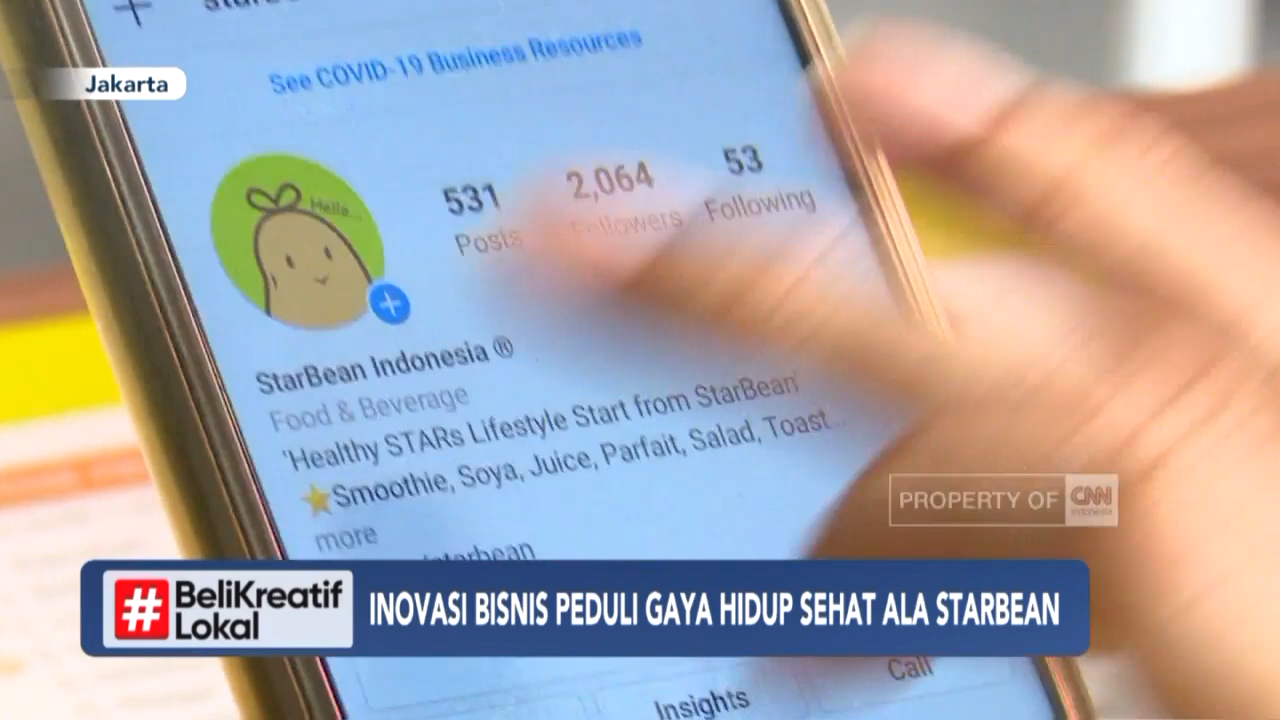 Jakarta
See COVID-19 Business Resources
Hello...
531
2,064
53
Posts
Followers
Following
StarBean Indonesia ®
Food & Beverage
'Healthy STARs Lifestyle Start from StarBean'
⭐Smoothie, Soya, Juice, Parfait, Salad, Toast...
more
PROPERTY OF CNN Indonesia
# BeliKreatif
Lokal
INOVASI BISNIS PEDULI GAYA HIDUP SEHAT ALA STARBEAN
Insights
Call